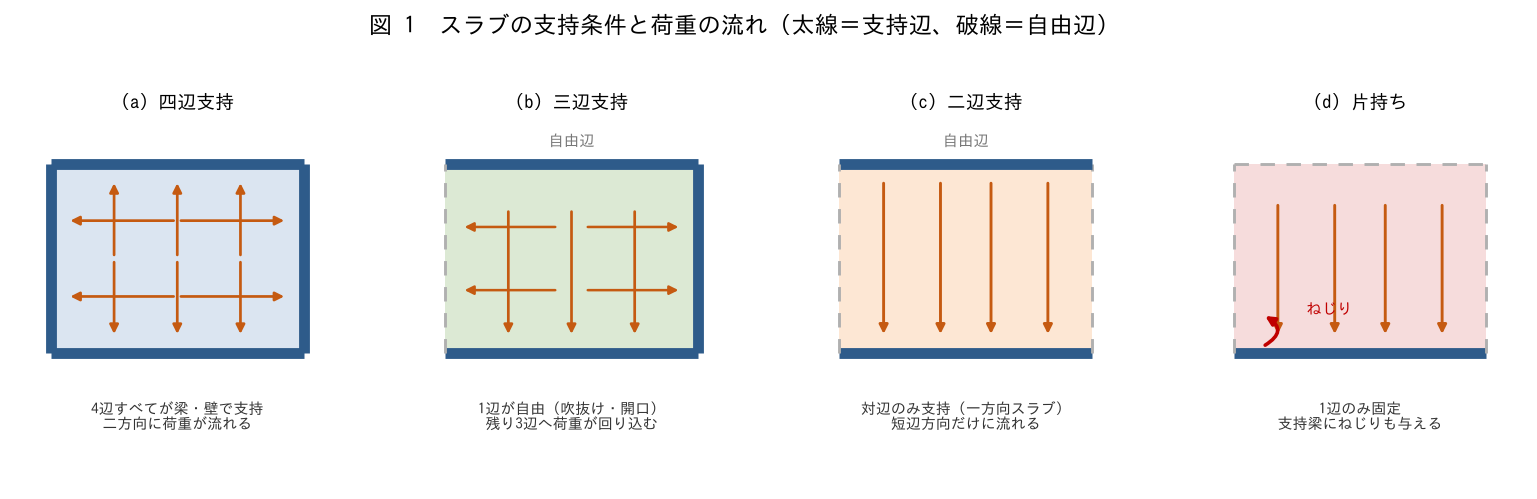 図 1　スラブの支持条件と荷重の流れ（太線＝支持辺、破線＝自由辺）
（a）四辺支持
（b）三辺支持
（c）二辺支持
（d）片持ち
自由辺
自由辺
ねじり
4辺すべてが梁・壁で支持
二方向に荷重が流れる
1辺が自由（吹抜け・開口）
残り3辺へ荷重が回り込む
対辺のみ支持（一方向スラブ）
短辺方向だけに流れる
1辺のみ固定
支持梁にねじりも与える